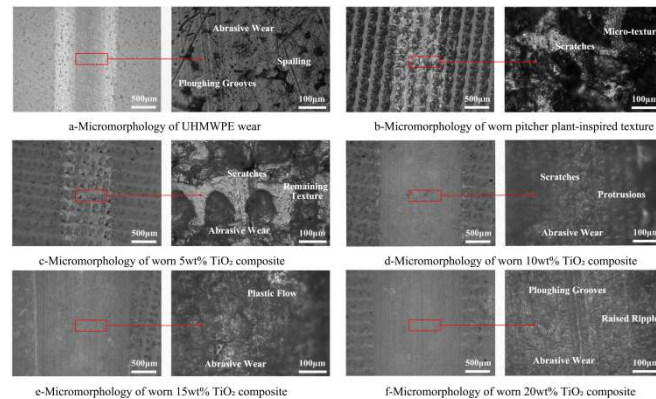 Abrasive Wear
Spalling
Ploughing Grooves
500μm
100μm
a-Micromorphology of UHMWPE wear
Micro-texture
Scratches
500μm
100μm
b-Micromorphology of worn pitcher plant-inspired texture
Scratches
Remaining
Texture
Abrasive Wear
500μm
100μm
c-Micromorphology of worn 5wt% TiO₂ composite
Scratches
Protrusions
Abrasive Wear
500μm
100μm
d-Micromorphology of worn 10wt% TiO₂ composite
Plastic Flow
Abrasive Wear
500μm
100μm
e-Micromorphology of worn 15wt% TiO₂ composite
Ploughing Grooves
Raised Ripple
Abrasive Wear
500μm
100μm
f-Micromorphology of worn 20wt% TiO₂ composite